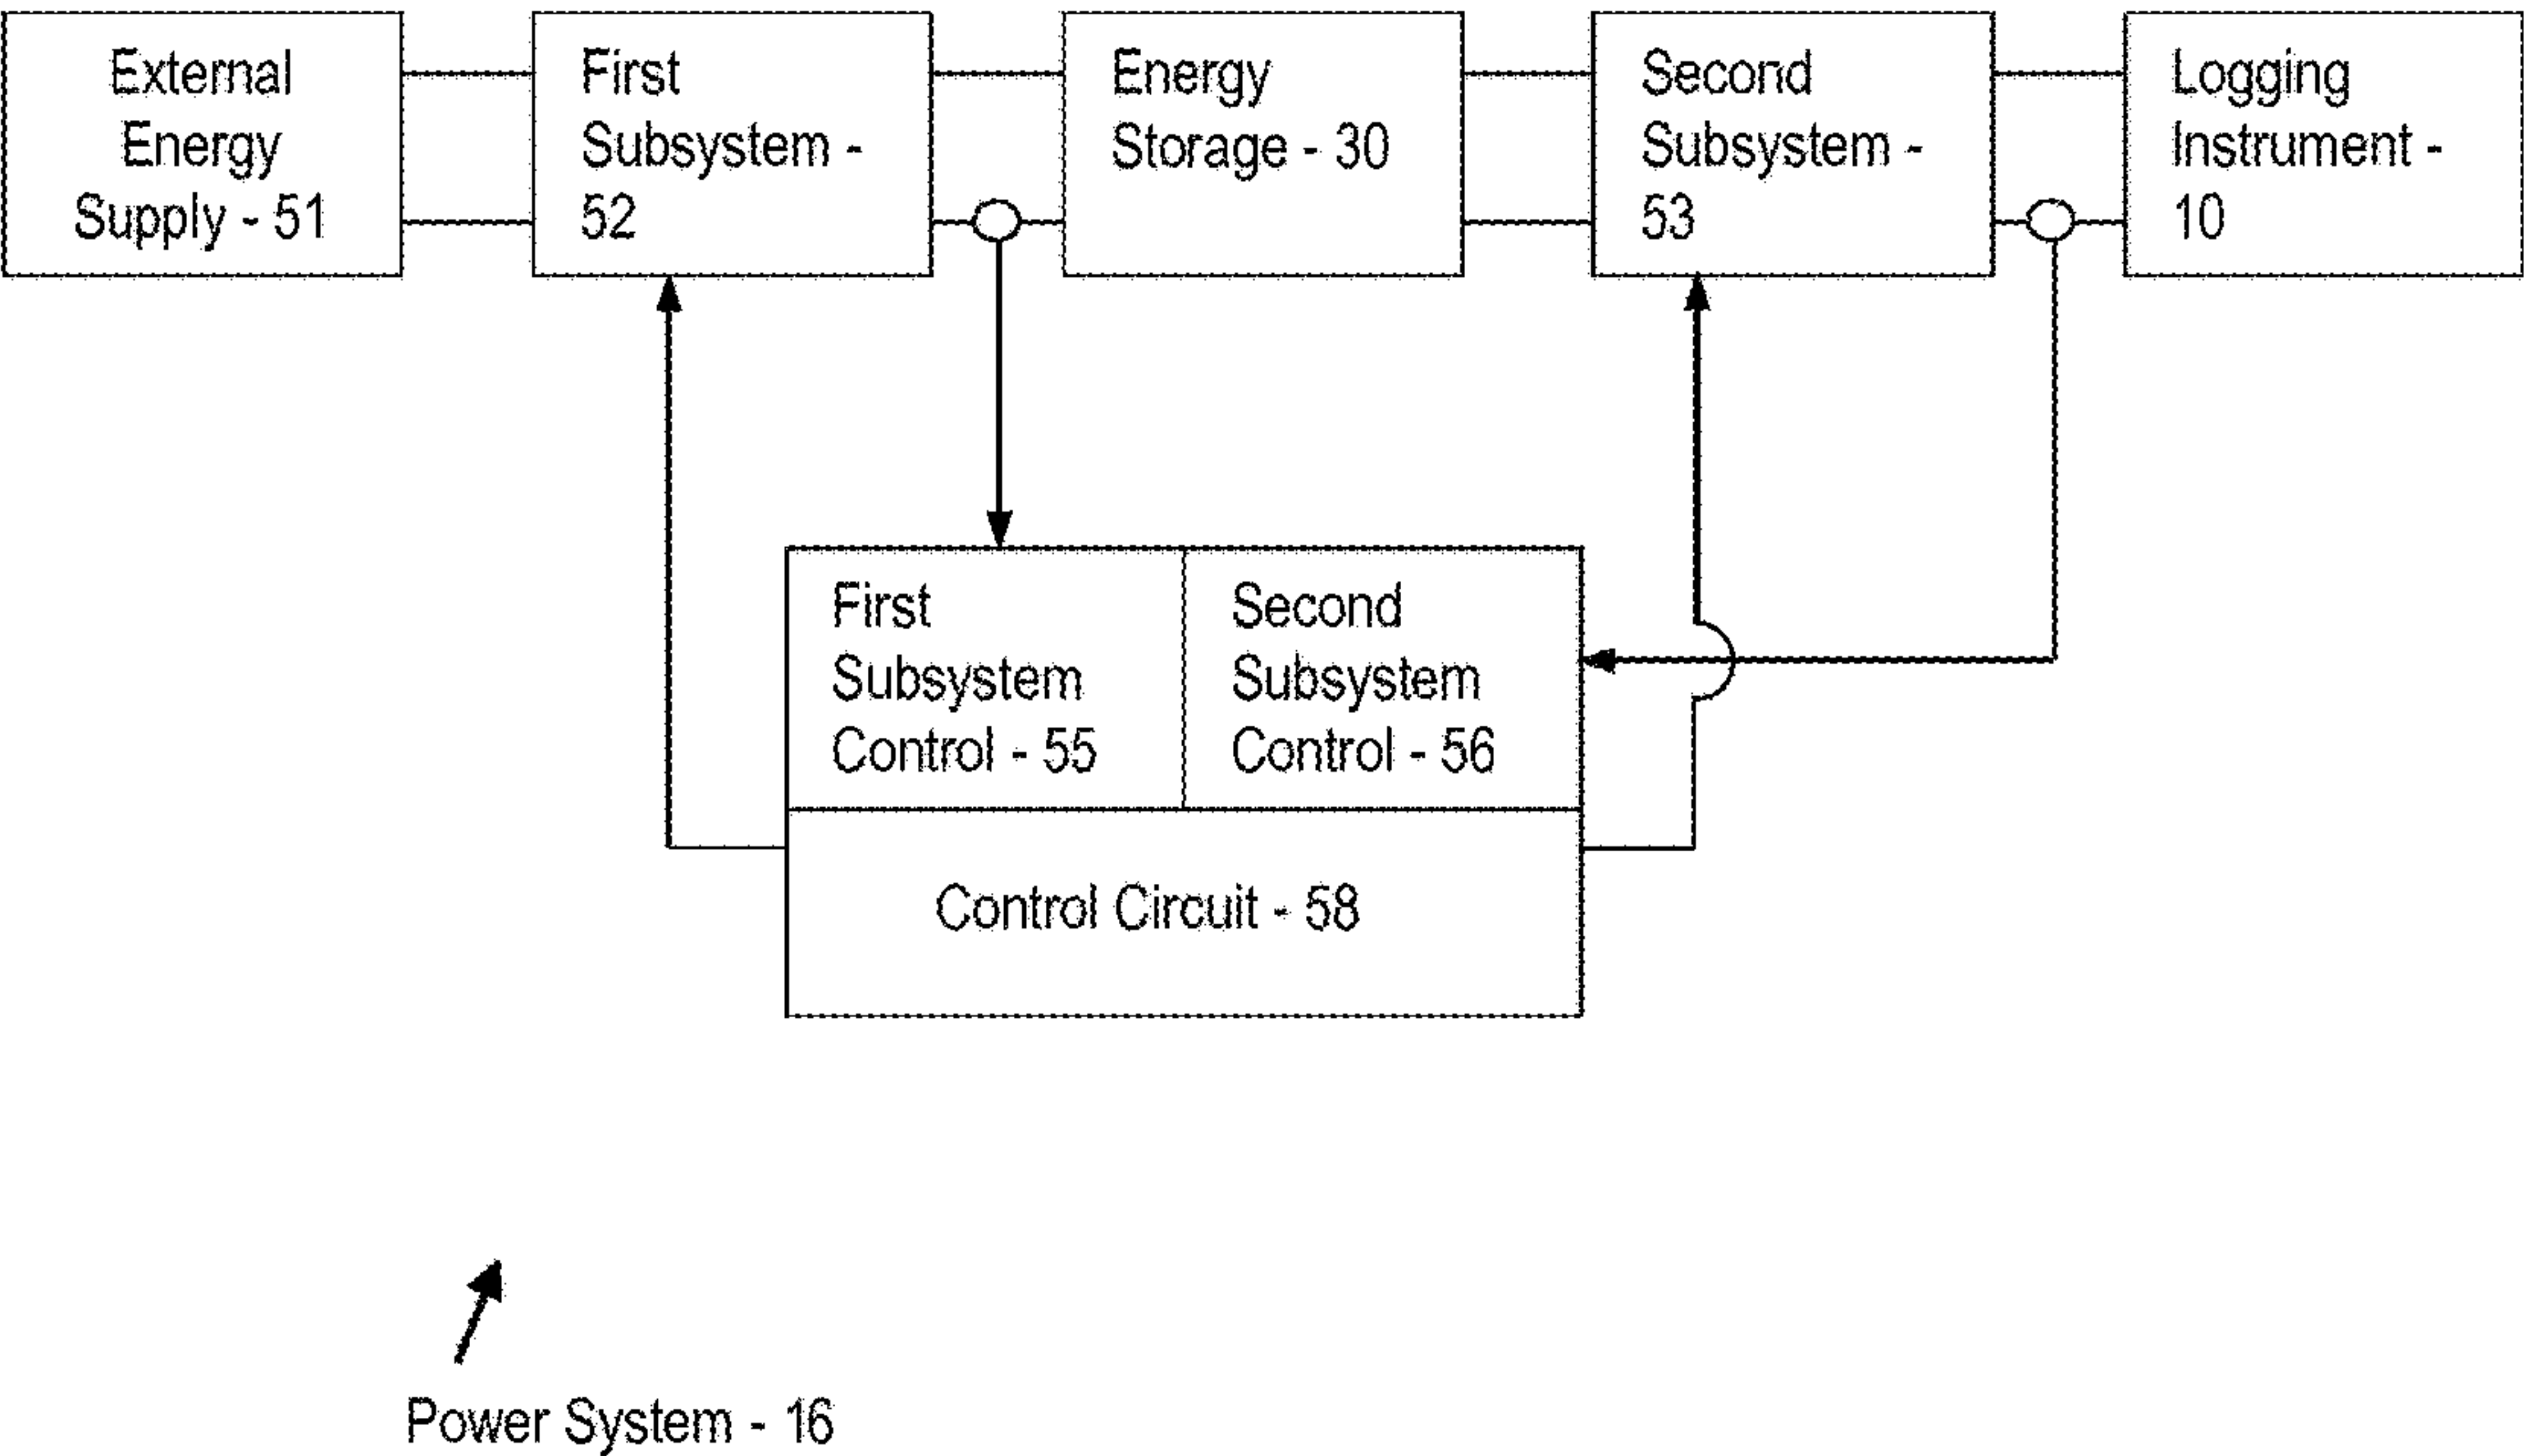 External
Energy
Supply - 51
First
Subsystem -
52
Energy
Storage - 30
Second
Subsystem -
53
Logging
Instrument -
10
First
Subsystem
Control - 55
Second
Subsystem
Control - 56
Control Circuit - 58
Power System - 16